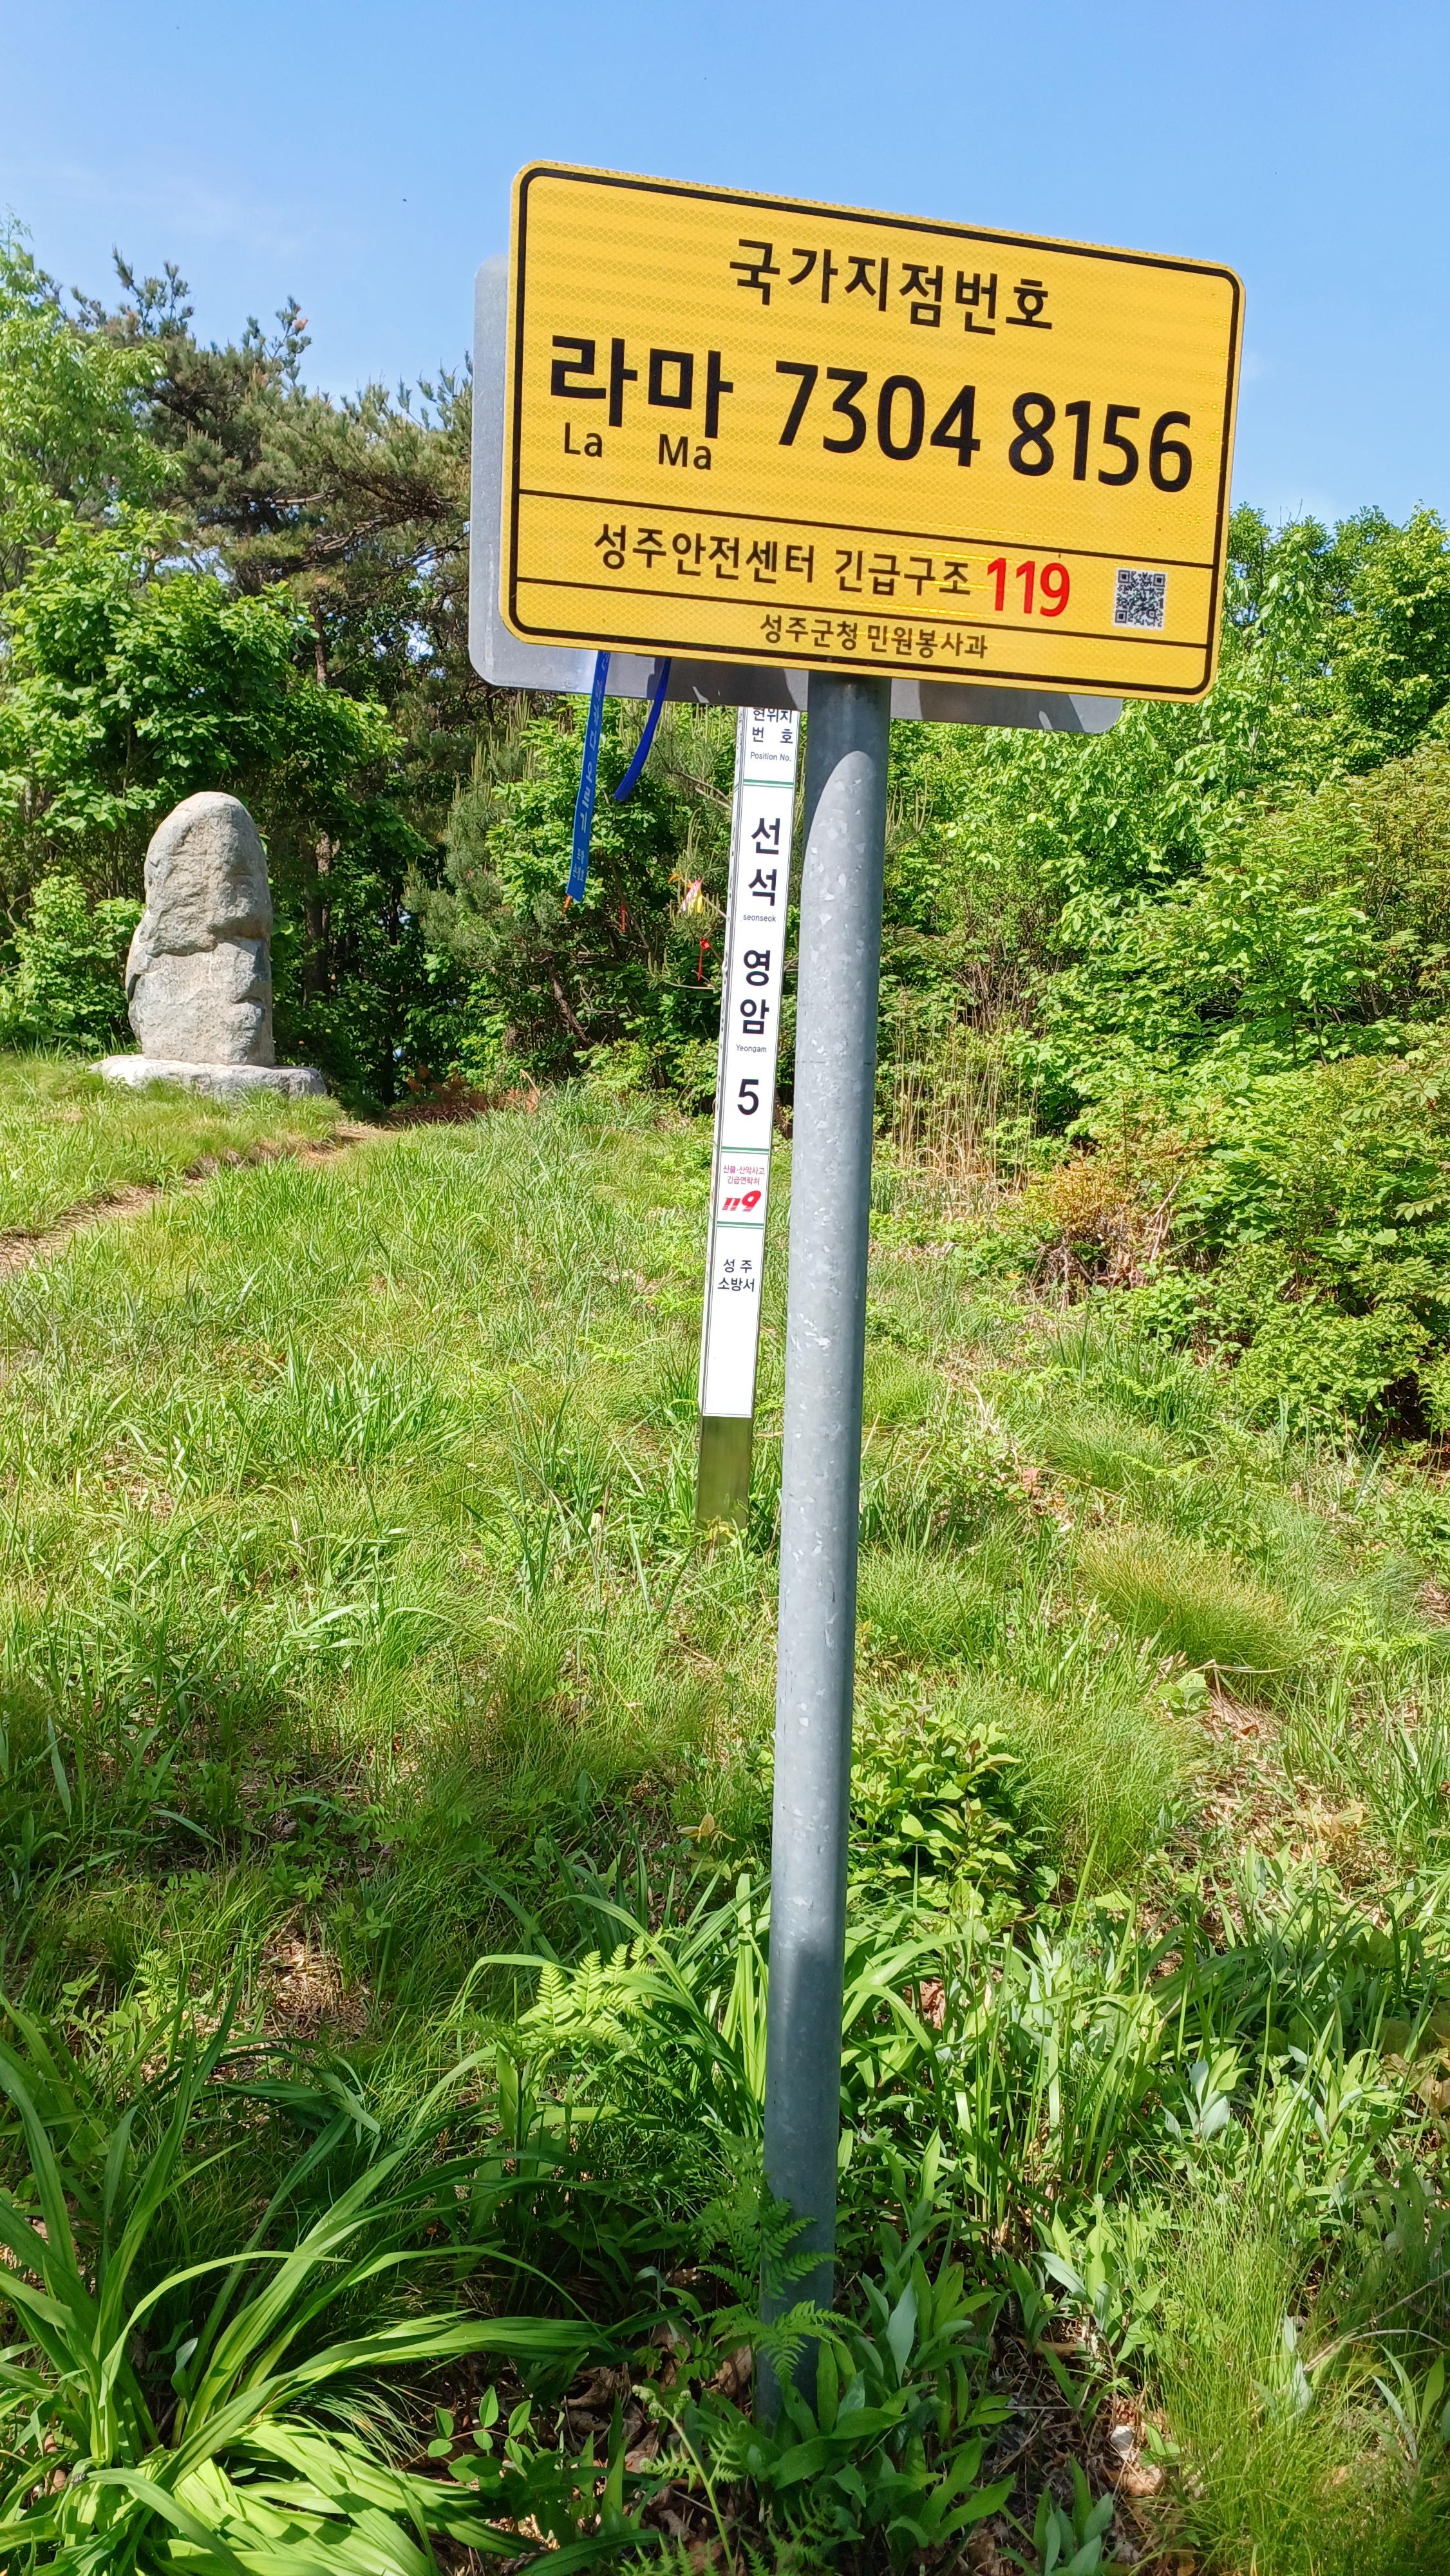 국가지점번호
라마 7304 8156
La Ma
성주안전센터 긴급구조 119
성주군청 민원봉사과
현위치
번 호
Position No.
선
석
seonseok
영
암
Yeongam
5
산불·산악사고
긴급연락처
119
성 주
소방서